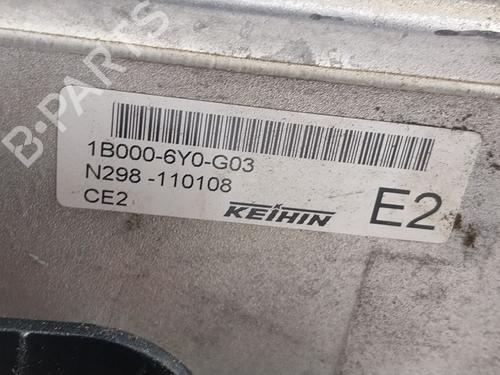 B-PARTS
1B000-6Y0-G03
N298 -110108
CE2
KEIHIN
E2